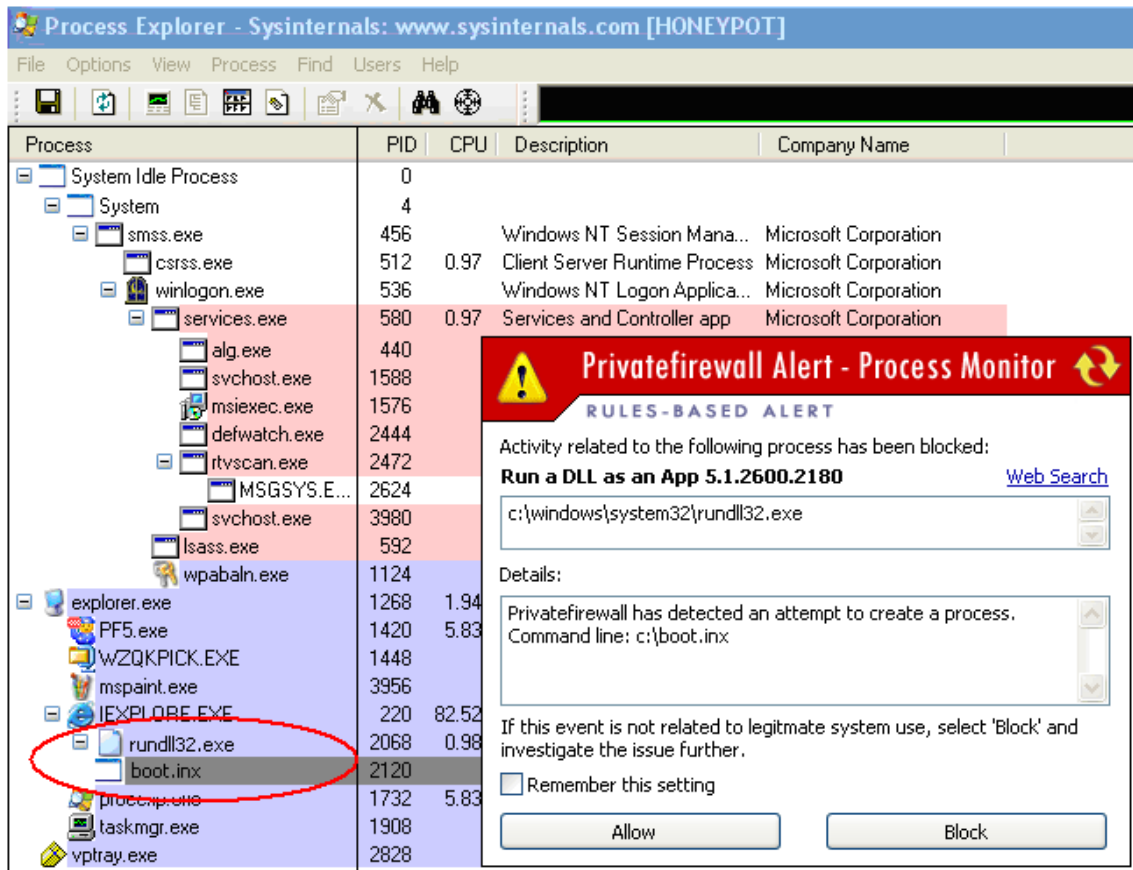 Process Explorer - Sysinternals: www.sysinternals.com [HONEYPOT]
File Options View Process Find Users Help
Process PID CPU Description Company Name
System Idle Process 0
System 4
smss.exe 456 Windows NT Session Mana... Microsoft Corporation
csrss.exe 512 0.97 Client Server Runtime Process Microsoft Corporation
winlogon.exe 536 Windows NT Logon Applica... Microsoft Corporation
services.exe 580 0.97 Services and Controller app Microsoft Corporation
alg.exe 440
svchost.exe 1588
msiexec.exe 1576
defwatch.exe 2444
rtvscan.exe 2472
MSGSYS.E... 2624
svchost.exe 3980
lsass.exe 592
wpabaln.exe 1124
explorer.exe 1268 1.94
PF5.exe 1420 5.83
WZQKPICK.EXE 1448
mspaint.exe 3956
IEXPLORE.EXE 220 82.52
rundll32.exe 2068 0.98
boot.inx 2120
procexp.exe 1732 5.83
taskmgr.exe 1908
vptray.exe 2828
Privatefirewall Alert - Process Monitor
RULES-BASED ALERT
Activity related to the following process has been blocked:
Run a DLL as an App 5.1.2600.2180 Web Search
c:\windows\system32\rundll32.exe
Details:
Privatefirewall has detected an attempt to create a process.
Command line: c:\boot.inx
If this event is not related to legitmate system use, select 'Block' and
investigate the issue further.
Remember this setting
Allow Block